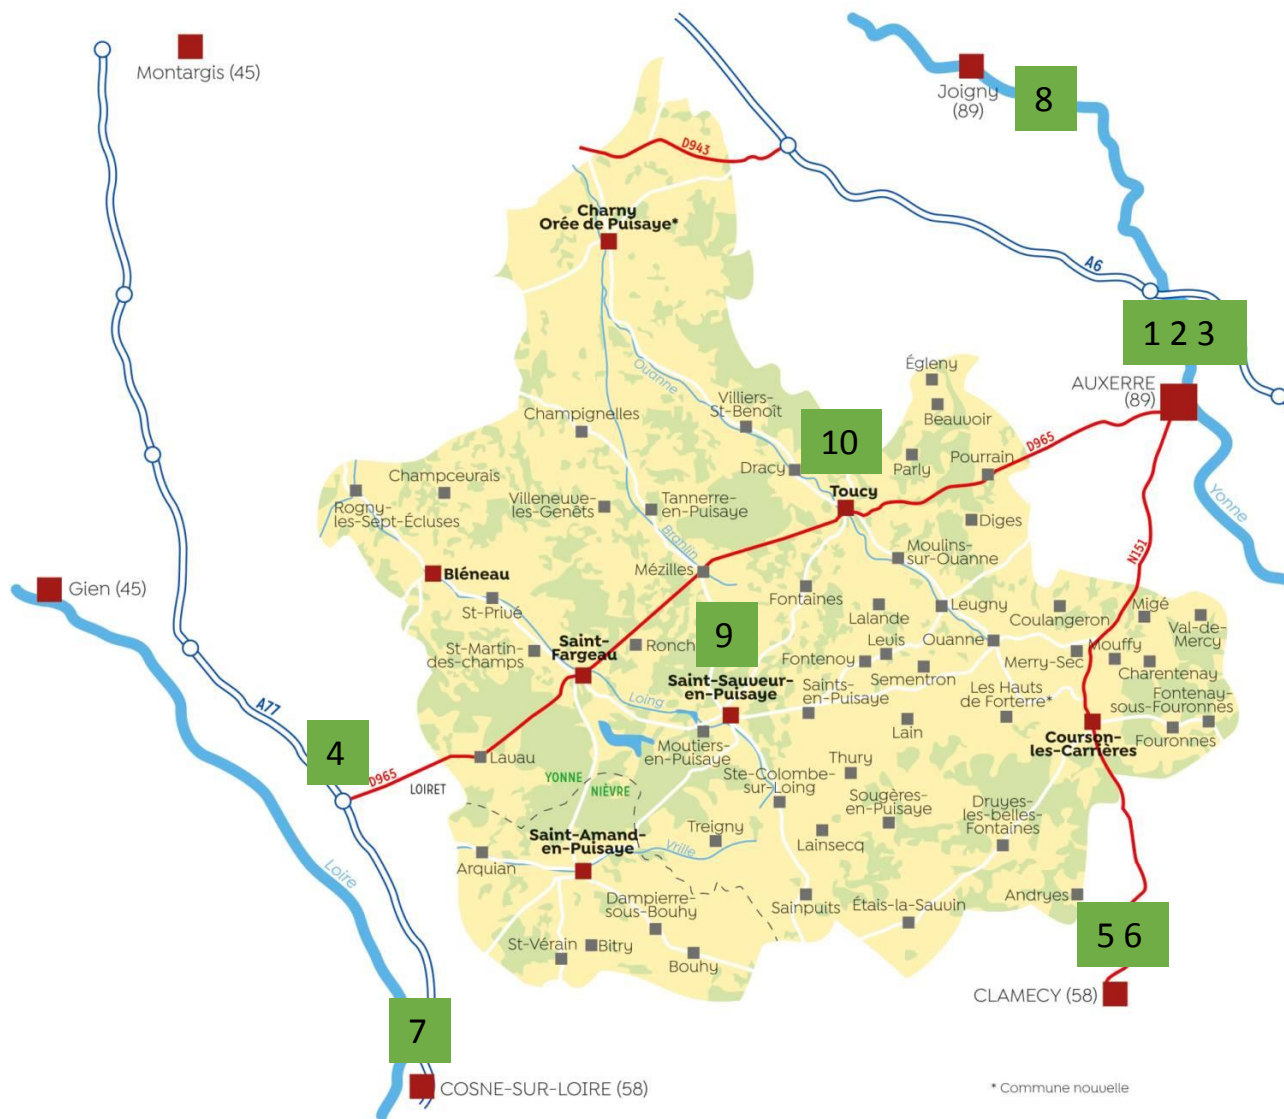 Montargis (45)
Joigny
(89)
8
D943
Charny
Orée de Puisaye*
A6
1 2 3
AUXERRE
(89)
Égleny
Beauvoir
Ouanne
Villiers-
St-Benoît
Champignelles
10
Dracy
Parly
Pourrain
D965
Toucy
Yonne
Champcevrais
Rogny-
les-Sept-Écluses
Villeneuve-
les-Genêts
Tannerre-
en-Puisaye
Branlin
Diges
Moulins-
sur-Ouanne
N151
Mézilles
Bléneau
Gien (45)
St-Privé
Fontaines
Lalande
Leugny
Coulangeron
Migé
Val-de-
Mercy
St-Martin-
des-champs
Saint-
Fargeau
Ronch
9
Levis
Fontenoy
Ouanne
Sementron
Merry-Sec
Mouffy
Charentenay
Saint-Sauveur-
en-Puisaye
Loing
Saints-
en-Puisaye
Les Hauts
de Forterre*
Fontenay-
sous-Fouronnes
Fouronnes
A77
Lain
Courson-
les-Carrières
4
D965
LOIRET
Lavau
Moutiers-
en-Puisaye
Thury
YONNE
NIÈVRE
Ste-Colombe-
sur-Loing
Sougères-
en-Puisaye
Druyes-
les-belles-
Fontaines
Saint-Amand-
en-Puisaye
Treigny
Vrille
Lainsecq
Loire
Arquian
Dampierre-
sous-Bouhy
Sainpuits
Étais-la-Sauvin
Andryes
5 6
St-Vérain
Bitry
Bouhy
CLAMECY (58)
7
COSNE-SUR-LOIRE (58)
* Commune nouvelle